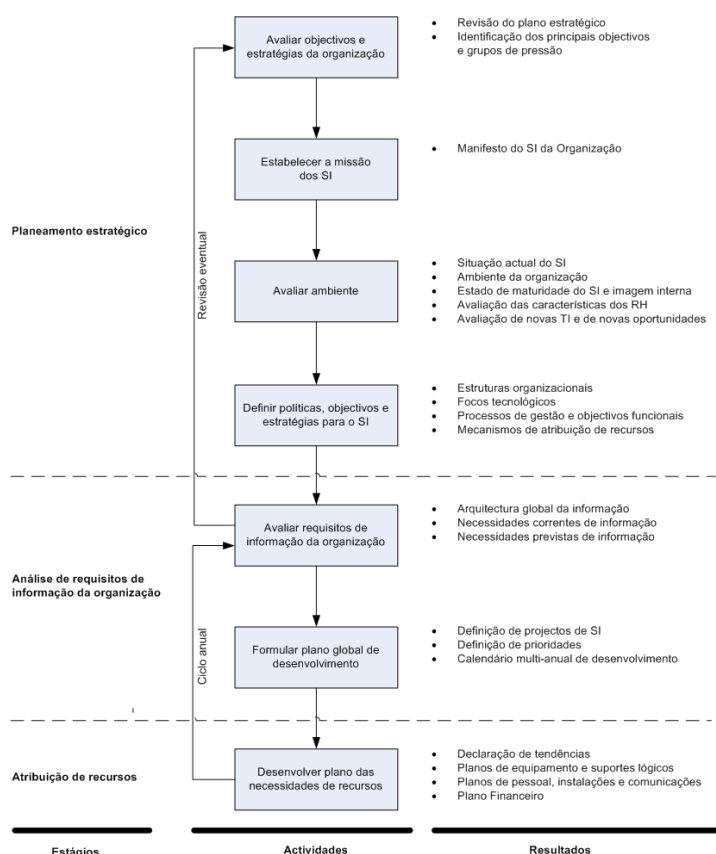 Avaliar objectivos e
estratégias da organização
• Revisão do plano estratégico
• Identificação dos principais objectivos
e grupos de pressão
Estabelecer a missão
dos SI
• Manifesto do SI da Organização
Planeamento estratégico
Revisão eventual
Avaliar ambiente
• Situação actual do SI
• Ambiente da organização
• Estado de maturidade do SI e imagem interna
• Avaliação das características dos RH
• Avaliação de novas TI e de novas oportunidades
Definir políticas, objectivos e
estratégias para o SI
• Estruturas organizacionais
• Focos tecnológicos
• Processos de gestão e objectivos funcionais
• Mecanismos de atribuição de recursos
Avaliar requisitos de
informação da organização
• Arquitectura global da informação
• Necessidades correntes de informação
• Necessidades previstas de informação
Análise de requisitos de
informação da organização
Ciclo anual
Formular plano global de
desenvolvimento
• Definição de projectos de SI
• Definição de prioridades
• Calendário multi-anual de desenvolvimento
Atribuição de recursos
Desenvolver plano das
necessidades de recursos
• Declaração de tendências
• Planos de equipamento e suportes lógicos
• Planos de pessoal, instalações e comunicações
• Plano Financeiro
Estágios
Actividades
Resultados